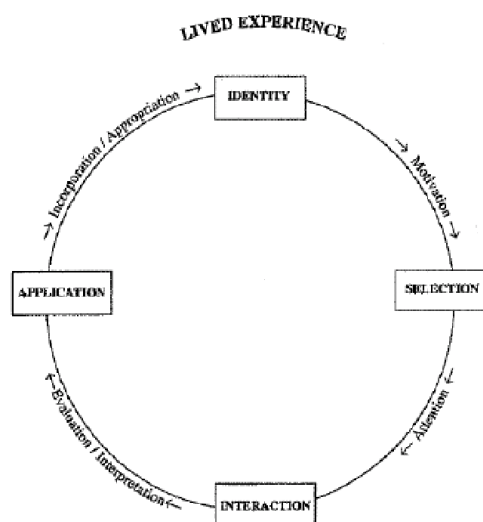 LIVED EXPERIENCE
IDENTITY
→ Motivation →
SELECTION
← Attention ←
INTERACTION
← Evaluation / Interpretation ←
APPLICATION
→ Incorporation / Appropriation →